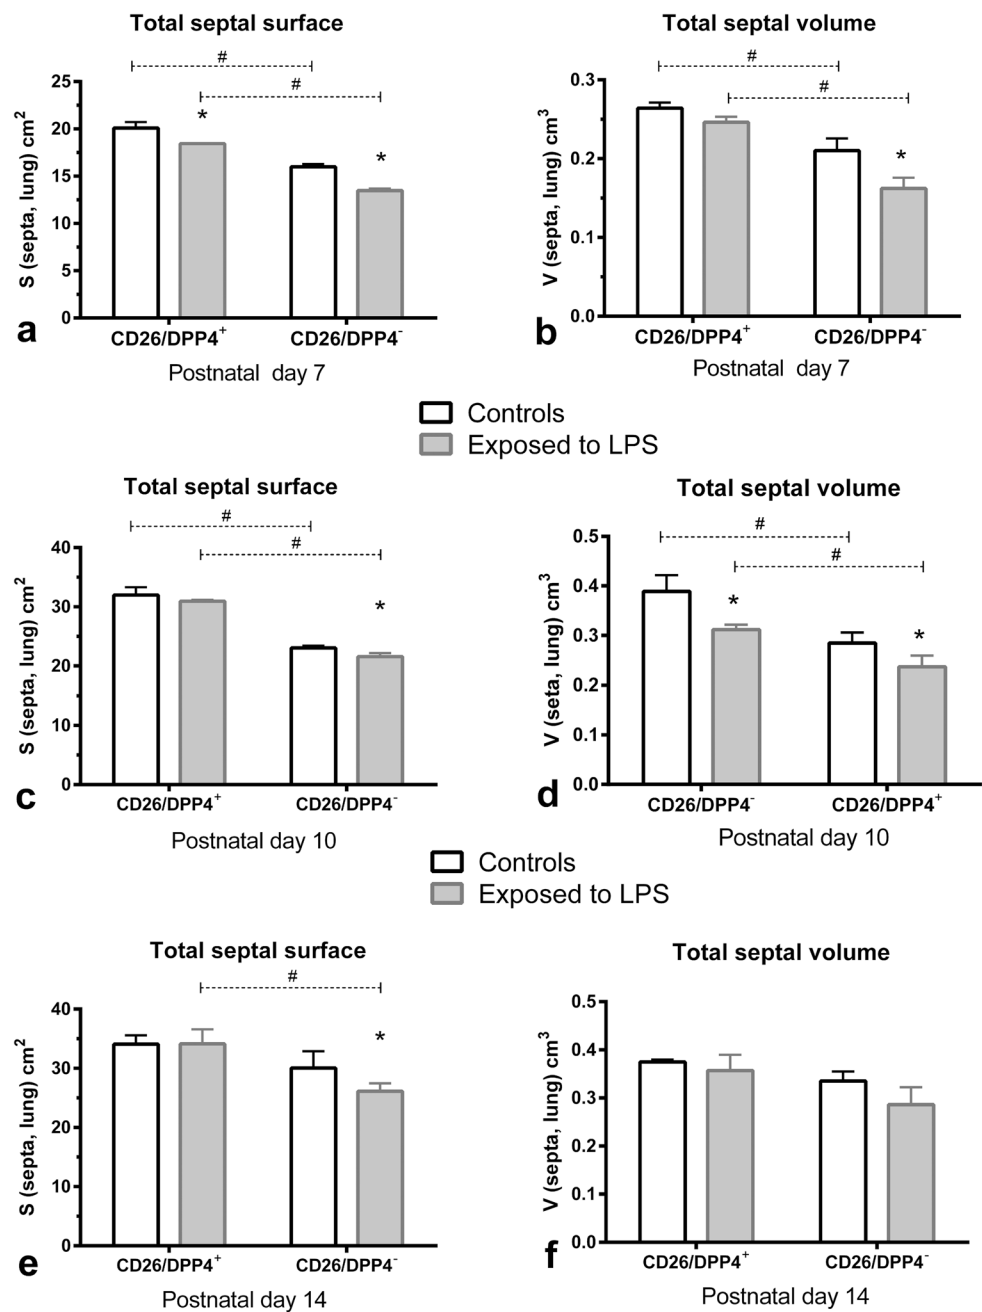 Total septal surface
Total septal volume
#
#
#
#
S (septa, lung) cm²
25
20
15
10
5
0
*
*
V (septa, lung) cm³
0.3
0.2
0.1
0.0
*
a
CD26/DPP4⁺
CD26/DPP4⁻
Postnatal day 7
b
CD26/DPP4⁺
CD26/DPP4⁻
Postnatal day 7
Controls
Exposed to LPS
Total septal surface
Total septal volume
#
#
#
#
S (septa, lung) cm²
40
30
20
10
0
*
V (seta, lung) cm³
0.5
0.4
0.3
0.2
0.1
0.0
*
*
c
CD26/DPP4⁺
CD26/DPP4⁻
Postnatal day 10
d
CD26/DPP4⁻
CD26/DPP4⁺
Postnatal day 10
Controls
Exposed to LPS
Total septal surface
Total septal volume
#
S (septa, lung) cm²
40
30
20
10
0
*
V (septa, lung) cm³
0.5
0.4
0.3
0.2
0.1
0.0
e
CD26/DPP4⁺
CD26/DPP4⁻
Postnatal day 14
f
CD26/DPP4⁺
CD26/DPP4⁻
Postnatal day 14